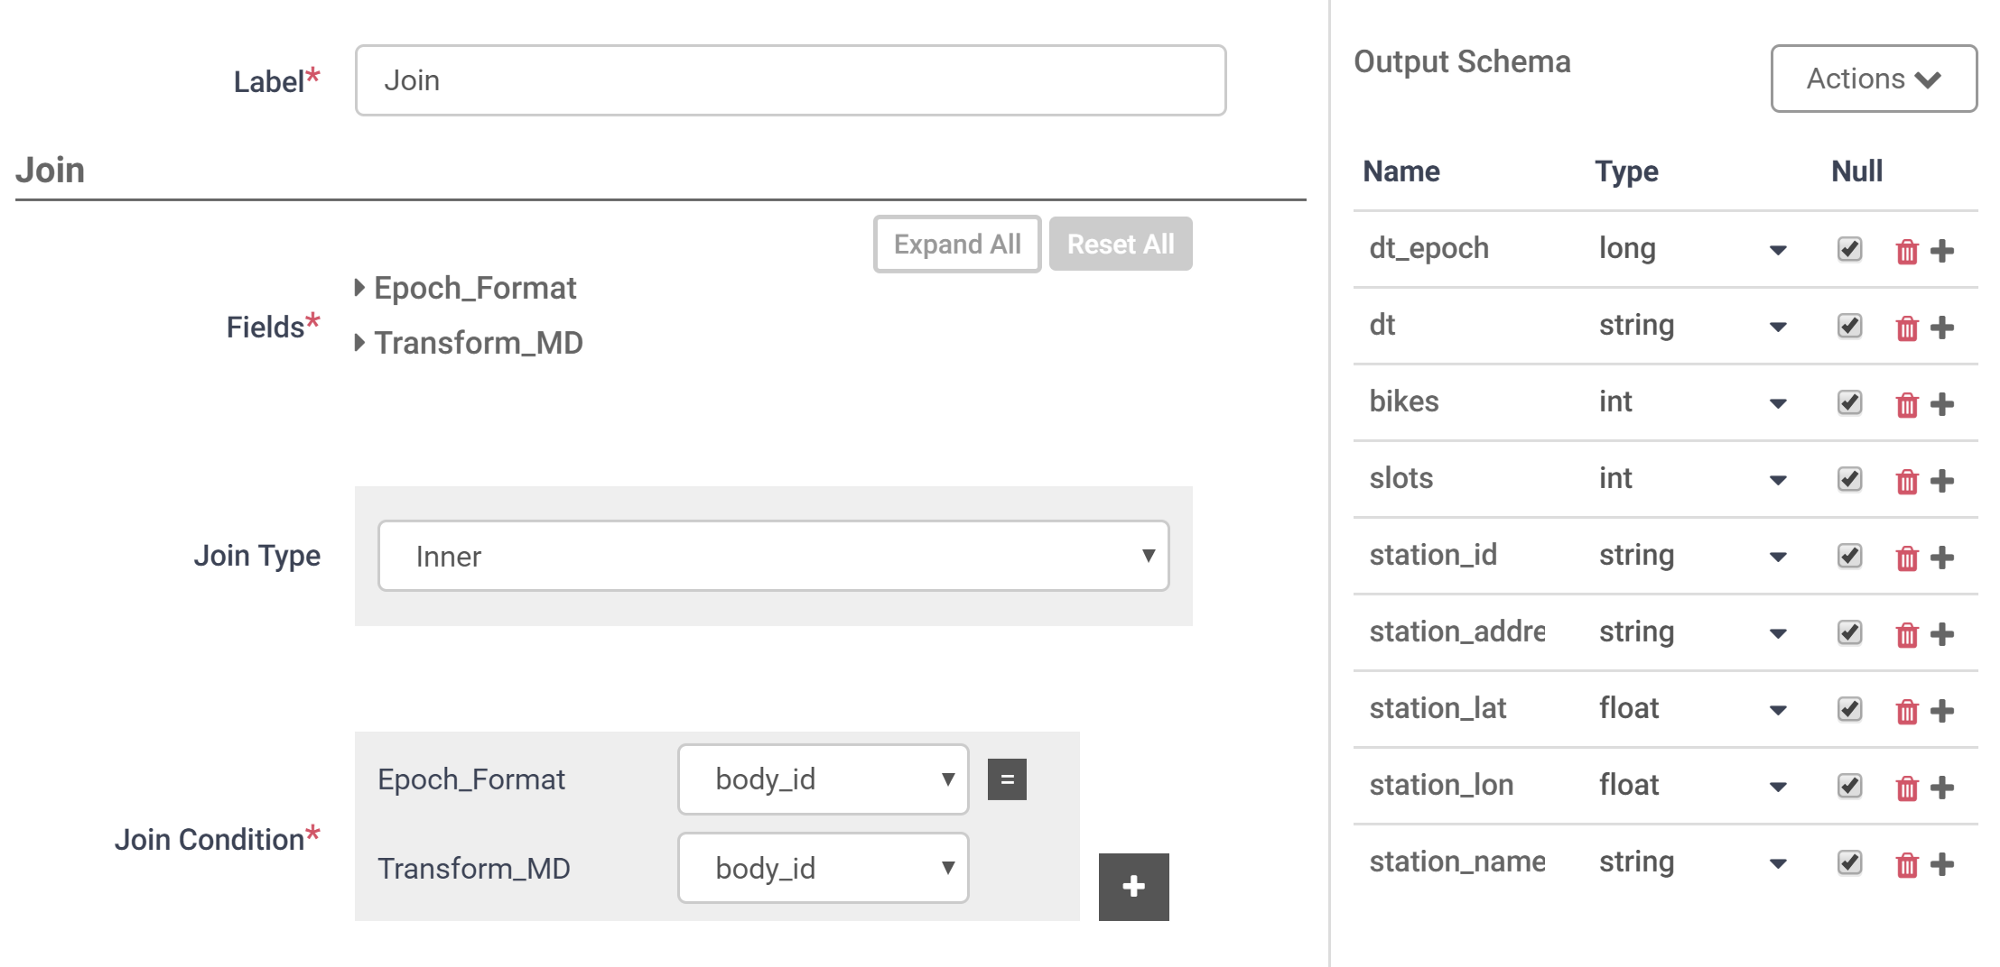 Label*
Join
Join
Expand All
Reset All
Fields*
Epoch_Format
Transform_MD
Join Type
Inner
Join Condition*
Epoch_Format
body_id
=
Transform_MD
body_id
+
Output Schema
Actions
Name Type Null
dt_epoch long
dt string
bikes int
slots int
station_id string
station_addre string
station_lat float
station_lon float
station_name string